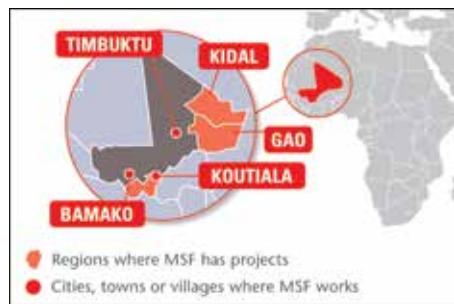 TIMBUKTU
KIDAL
GAO
KOUTIALA
BAMAKO
Regions where MSF has projects
Cities, towns or villages where MSF works